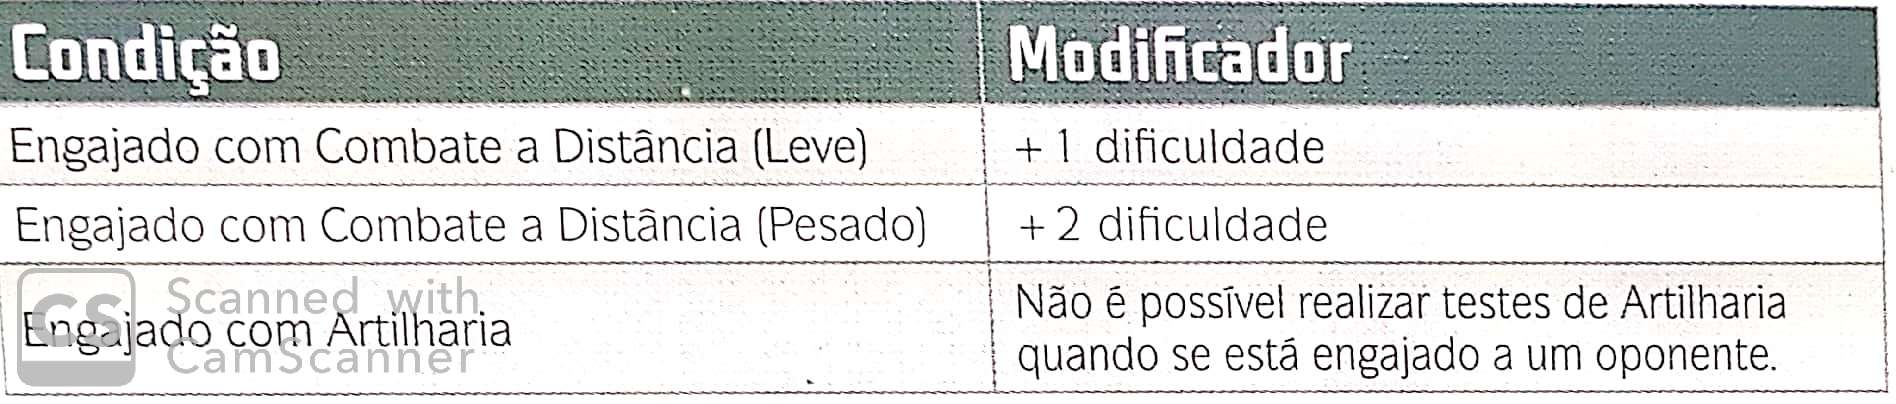 Condição Modificador
Engajado com Combate a Distância (Leve) + 1 dificuldade
Engajado com Combate a Distância (Pesado) + 2 dificuldade
Engajado com Artilharia Não é possível realizar testes de Artilharia
quando se está engajado a um oponente.
CS Scanned with
CamScanner